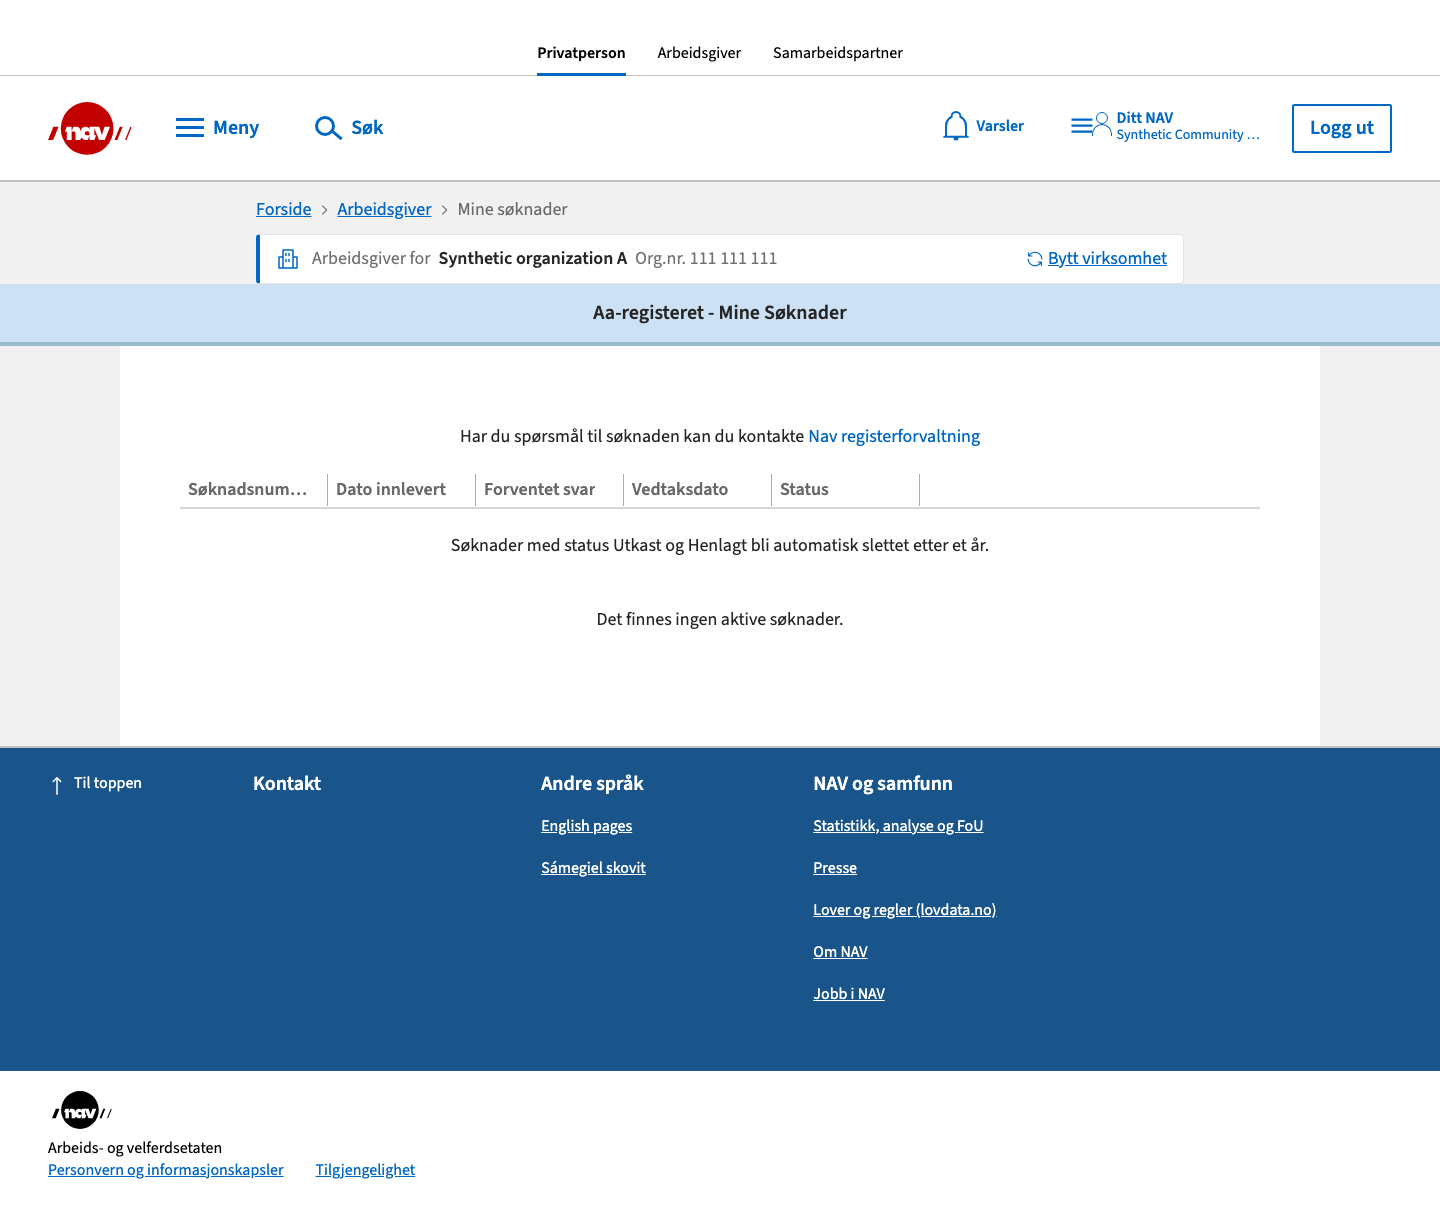 Privatperson Arbeidsgiver Samarbeidspartner
nav Meny Søk Varsler Ditt NAV Logg ut
Synthetic Community …
Forside > Arbeidsgiver > Mine søknader
Arbeidsgiver for Synthetic organization A Org.nr. 111 111 111 Bytt virksomhet
Aa-registeret - Mine Søknader
Har du spørsmål til søknaden kan du kontakte Nav registerforvaltning
Søknadsnum… Dato innlevert Forventet svar Vedtaksdato Status
Søknader med status Utkast og Henlagt bli automatisk slettet etter et år.
Det finnes ingen aktive søknader.
Til toppen
Kontakt
Andre språk
English pages
Sámegiel skovit
NAV og samfunn
Statistikk, analyse og FoU
Presse
Lover og regler (lovdata.no)
Om NAV
Jobb i NAV
nav
Arbeids- og velferdsetaten
Personvern og informasjonskapsler Tilgjengelighet